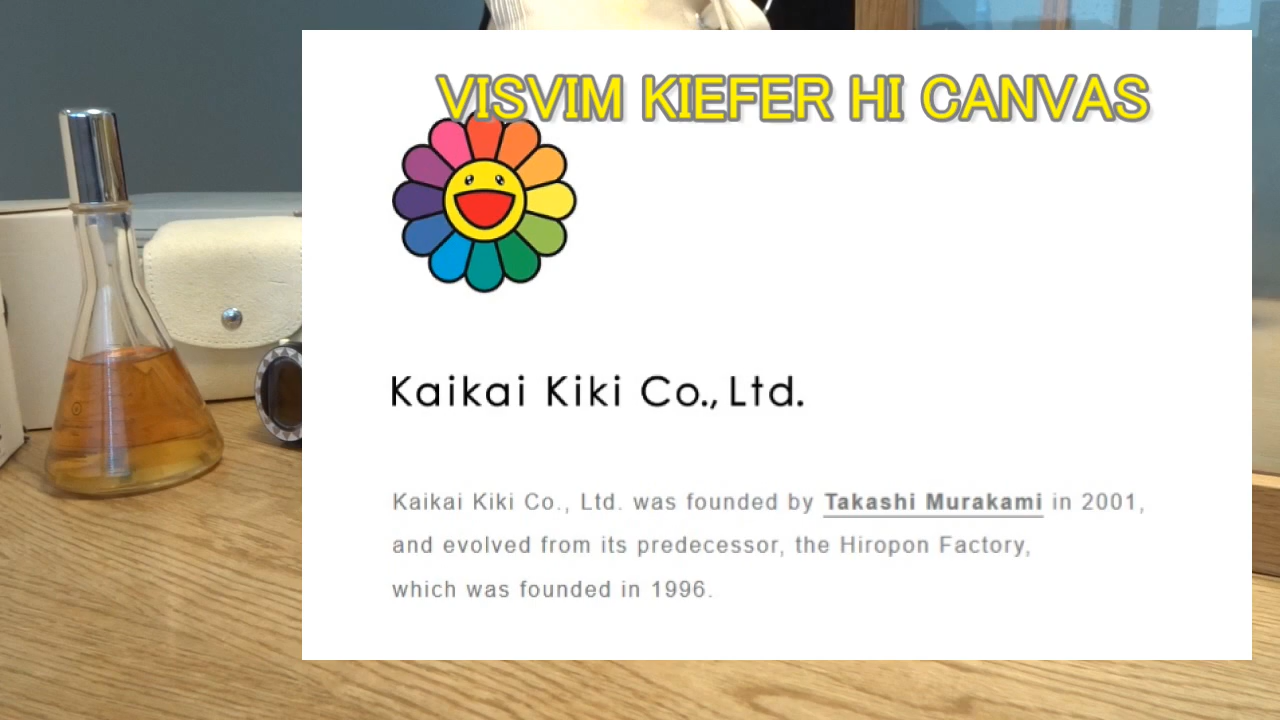 VISVIM KIEFER HI CANVAS
Kaikai Kiki Co., Ltd.
Kaikai Kiki Co., Ltd. was founded by Takashi Murakami in 2001,
and evolved from its predecessor, the Hiropon Factory,
which was founded in 1996.